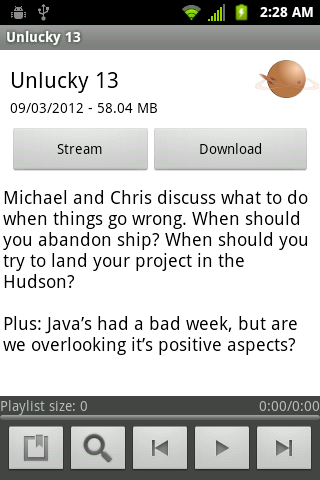 2:28 AM
Unlucky 13
Unlucky 13
09/03/2012 - 58.04 MB
Stream
Download
Michael and Chris discuss what to do
when things go wrong. When should
you abandon ship? When should you
try to land your project in the
Hudson?
Plus: Java's had a bad week, but are
we overlooking it's positive aspects?
Playlist size: 0
0:00/0:00